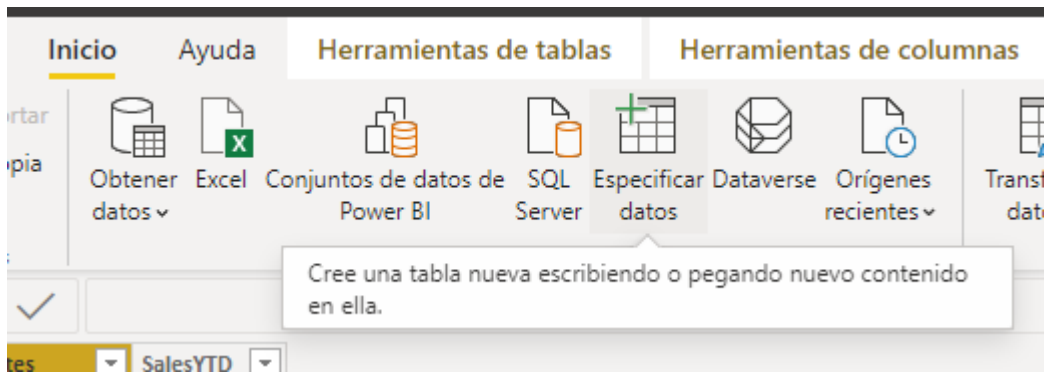 Inicio Ayuda Herramientas de tablas Herramientas de columnas
Obtener datos
Excel
Conjuntos de datos de Power BI
SQL Server
Especificar datos
Dataverse
Orígenes recientes
Cree una tabla nueva escribiendo o pegando nuevo contenido
en ella.
SalesYTD